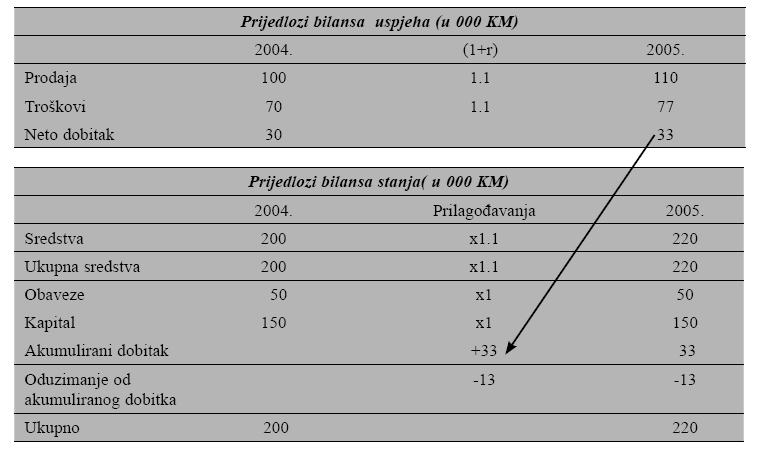 Prijedlozi bilansa uspjeha (u 000 KM)
2004. (1+r) 2005.
Prodaja 100 1.1 110
Troškovi 70 1.1 77
Neto dobitak 30 33
Prijedlozi bilansa stanja( u 000 KM)
2004. Prilagođavanja 2005.
Sredstva 200 x1.1 220
Ukupna sredstva 200 x1.1 220
Obaveze 50 x1 50
Kapital 150 x1 150
Akumulirani dobitak +33 33
Oduzimanje od -13 -13
akumuliranog dobitka
Ukupno 200 220